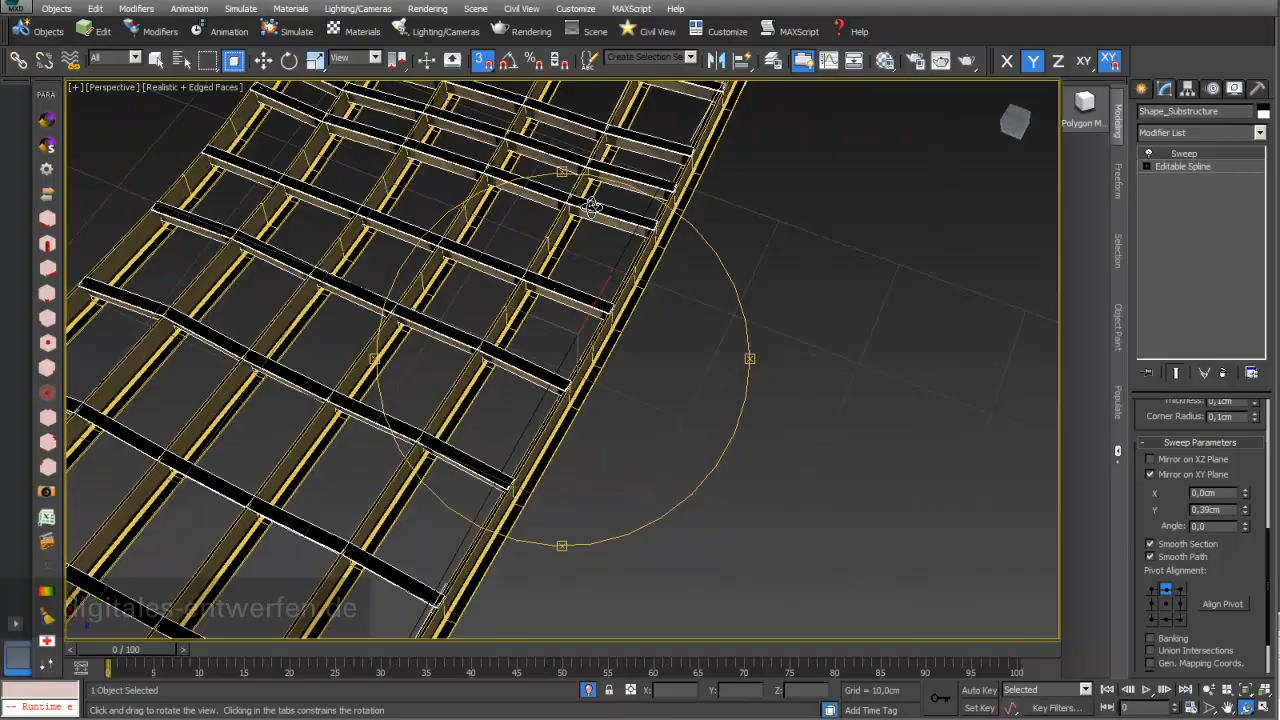 MXD Objects Edit Modifiers Animation Simulate Materials Lighting/Cameras Rendering Scene Civil View Customize MAXScript Help
Objects Edit Modifiers Animation Simulate Materials Lighting/Cameras Rendering Scene Civil View Customize MAXScript Help
All View 3 Create Selection Se X Y Z XY XY
[+] [Perspective] [Realistic + Edged Faces]
PARA
Polygon M...
Modeling
Freeform
Selection
Object Paint
Populate
Shape_Substructure
Modifier List
Sweep
Editable Spline
Thickness: 0,1cm
Corner Radius: 0,1cm
- Sweep Parameters
Mirror on XZ Plane
Mirror on XY Plane
X 0,0cm
Y 0,39cm
Angle: 0,0
Smooth Section
Smooth Path
Pivot Alignment:
Align Pivot
Banking
Union Intersections
Gen. Mapping Coords.
digitales-entwerfen.de
< 0 / 100 >
0 5 10 15 20 25 30 35 40 45 50 55 60 65 70 75 80 85 90 95 100
1 Object Selected X: Y: Z: Grid = 10,0cm Auto Key Selected
-- Runtime e: Click and drag to rotate the view. Clicking in the tabs constrains the rotation Add Time Tag Set Key Key Filters... 0